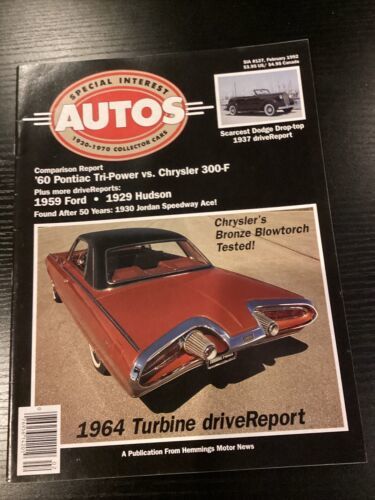 SPECIAL INTEREST
AUTOS
1920-1970 COLLECTOR CARS
SIA #127, February 1992
$3.95 US/ $4.95 Canada
Scarcest Dodge Drop-top
1937 driveReport
Comparison Report
'60 Pontiac Tri-Power vs. Chrysler 300-F
Plus more driveReports:
1959 Ford • 1929 Hudson
Found After 50 Years: 1930 Jordan Speedway Ace!
Chrysler's
Bronze Blowtorch
Tested!
1964 Turbine driveReport
A Publication From Hemmings Motor News